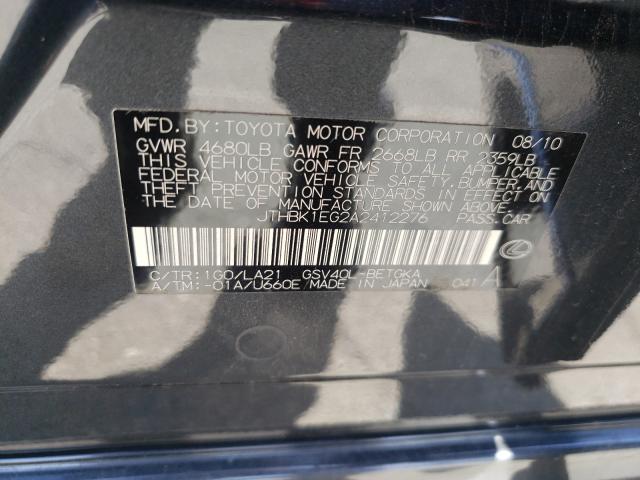 MFD.BY:TOYOTA MOTOR CORPORATION 08/10
GVWR 4680LB GAWR FR 2668LB RR 2359LB
THIS VEHICLE CONFORMS TO ALL APPLICABLE
FEDERAL MOTOR VEHICLE SAFETY, BUMPER, AND
THEFT PREVENTION STANDARDS IN EFFECT ON
THE DATE OF MANUFACTURE SHOWN ABOVE.
JTHBK1EG2A2412276 PASS.CAR
C/TR:1G0/LA21 GSV40L-BETGKA
A/TM:-01A/U660E MADE IN JAPAN 041 A